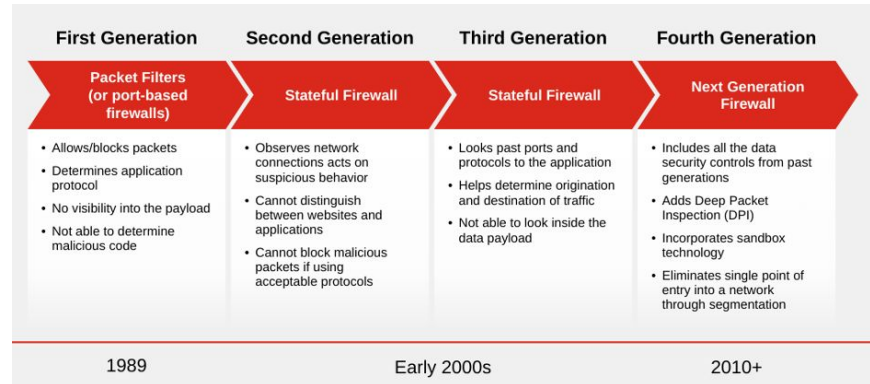 First Generation
Second Generation
Third Generation
Fourth Generation
Packet Filters
(or port-based
firewalls)
Stateful Firewall
Stateful Firewall
Next Generation
Firewall
• Allows/blocks packets
• Determines application
protocol
• No visibility into the payload
• Not able to determine
malicious code
• Observes network
connections acts on
suspicious behavior
• Cannot distinguish
between websites and
applications
• Cannot block malicious
packets if using
acceptable protocols
• Looks past ports and
protocols to the application
• Helps determine origination
and destination of traffic
• Not able to look inside the
data payload
• Includes all the data
security controls from past
generations
• Adds Deep Packet
Inspection (DPI)
• Incorporates sandbox
technology
• Eliminates single point of
entry into a network
through segmentation
1989
Early 2000s
2010+